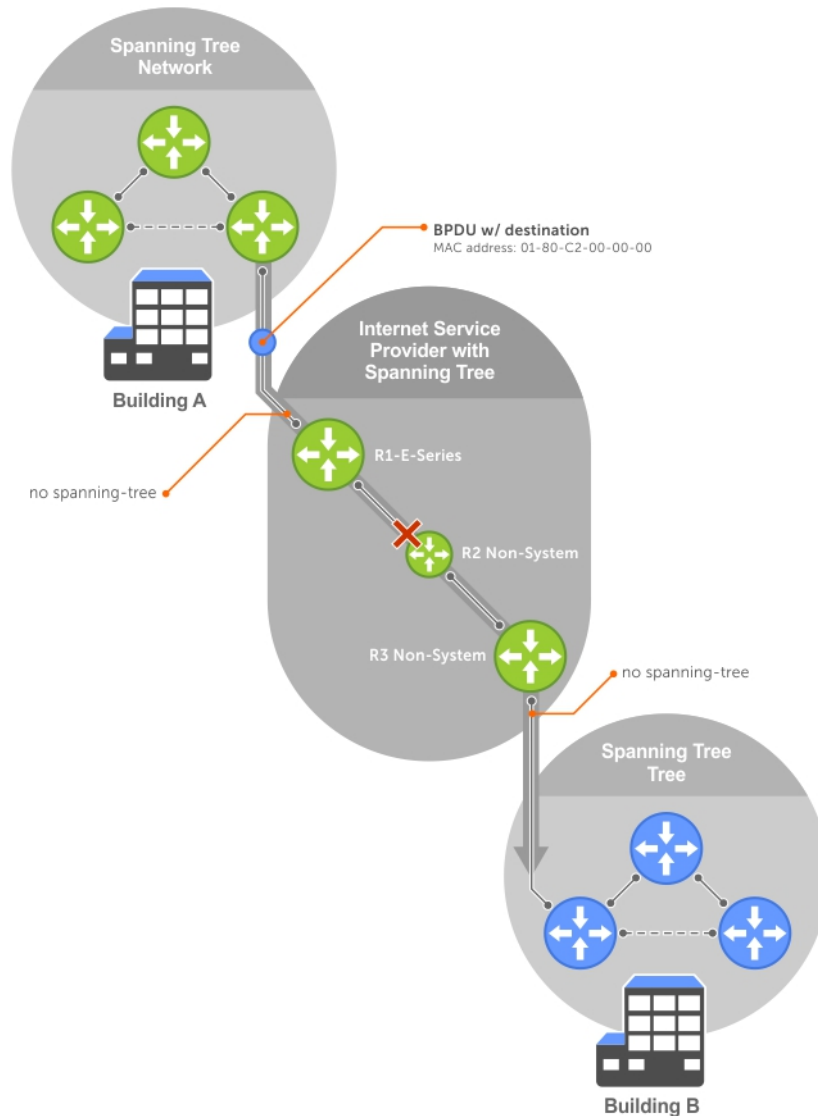 Spanning Tree
Network
BPDU w/ destination
MAC address: 01-80-C2-00-00-00
Internet Service
Provider with
Spanning Tree
Building A
R1-E-Series
no spanning-tree
R2 Non-System
R3 Non-System
no spanning-tree
Spanning Tree
Tree
Building B